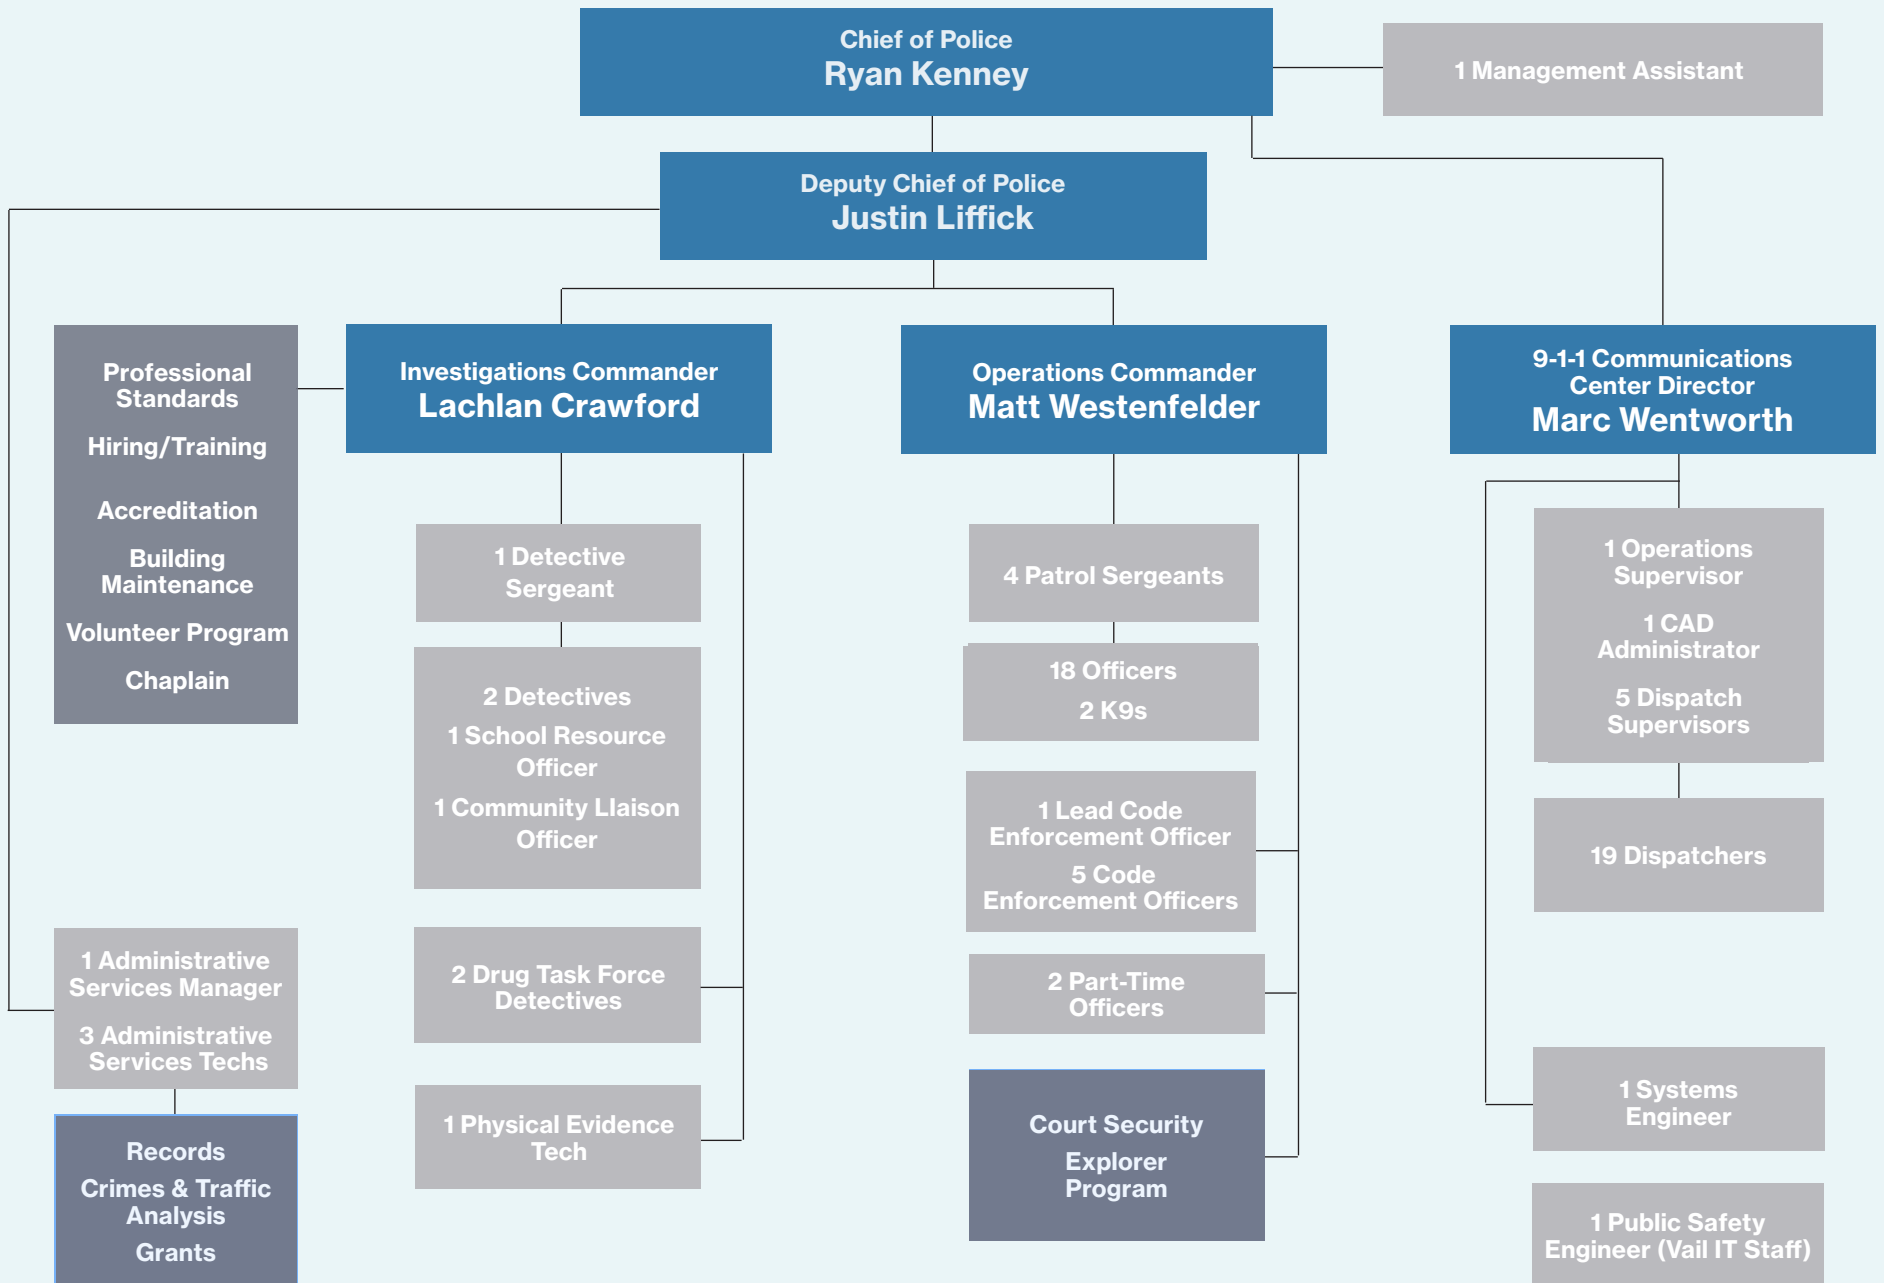 Chief of Police
Ryan Kenney
1 Management Assistant
Deputy Chief of Police
Justin Liffick
Professional
Standards
Hiring/Training
Accreditation
Building
Maintenance
Volunteer Program
Chaplain
Investigations Commander
Lachlan Crawford
Operations Commander
Matt Westenfelder
9-1-1 Communications
Center Director
Marc Wentworth
1 Detective
Sergeant
2 Detectives
1 School Resource
Officer
1 Community LIaison
Officer
2 Drug Task Force
Detectives
1 Physical Evidence
Tech
4 Patrol Sergeants
18 Officers
2 K9s
1 Lead Code
Enforcement Officer
5 Code
Enforcement Officers
2 Part-Time
Officers
Court Security
Explorer
Program
1 Operations
Supervisor
1 CAD
Administrator
5 Dispatch
Supervisors
19 Dispatchers
1 Systems
Engineer
1 Public Safety
Engineer (Vail IT Staff)
1 Administrative
Services Manager
3 Administrative
Services Techs
Records
Crimes & Traffic
Analysis
Grants